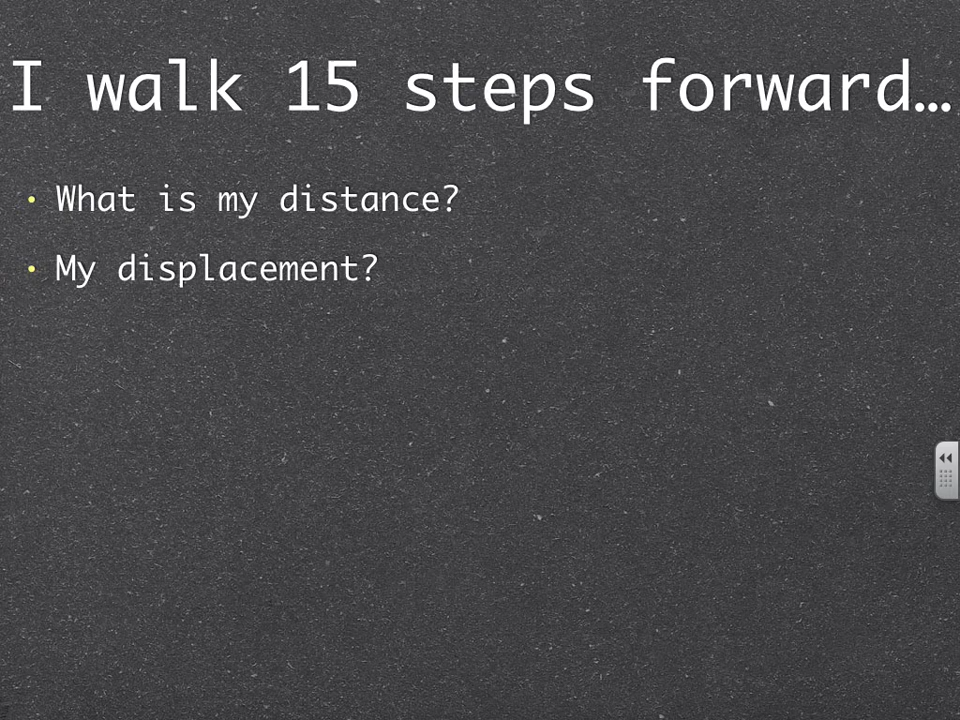 I walk 15 steps forward…
• What is my distance?
• My displacement?